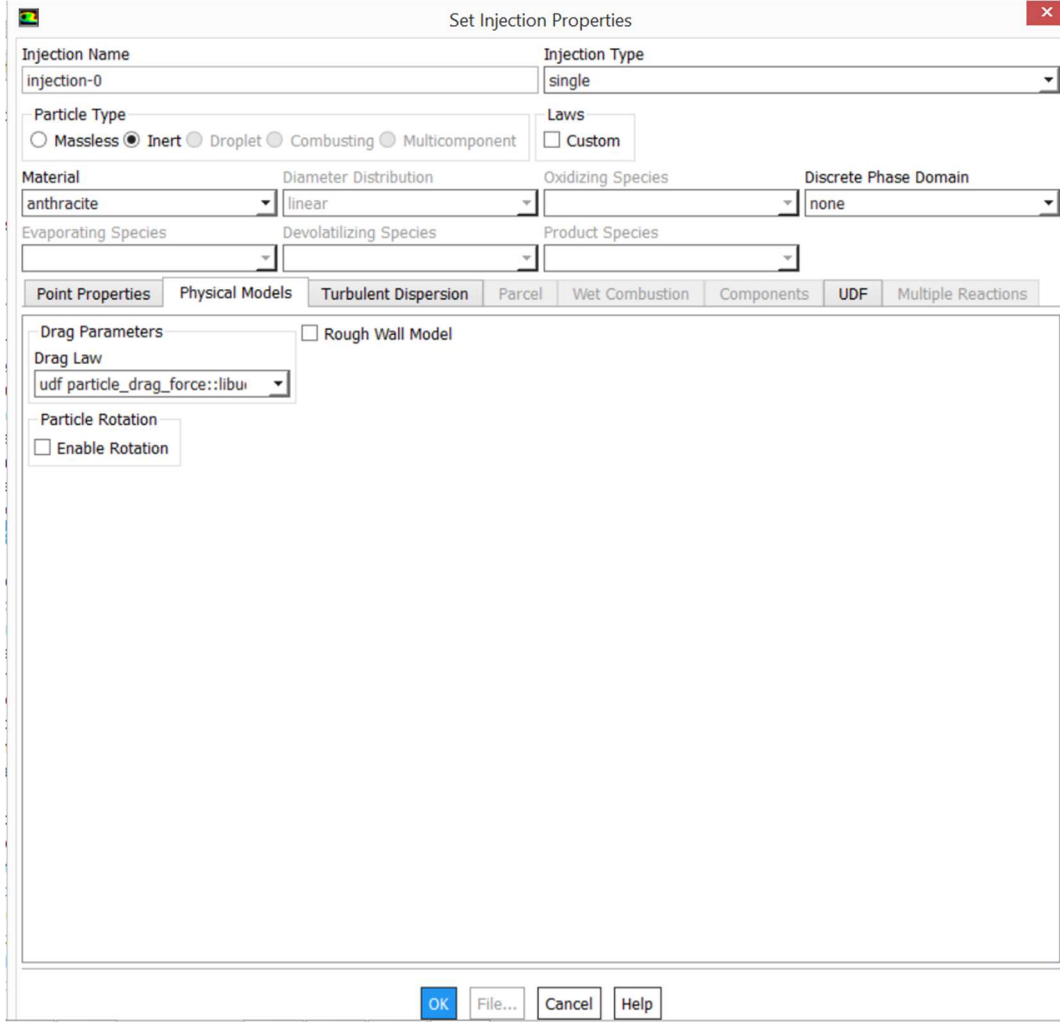 Set Injection Properties
Injection Name Injection Type
injection-0 single
Particle Type Laws
Massless Inert Droplet Combusting Multicomponent Custom
Material Diameter Distribution Oxidizing Species Discrete Phase Domain
anthracite linear none
Evaporating Species Devolatilizing Species Product Species
Point Properties Physical Models Turbulent Dispersion Parcel Wet Combustion Components UDF Multiple Reactions
Drag Parameters Rough Wall Model
Drag Law
udf particle_drag_force::libu
Particle Rotation
Enable Rotation
OK File... Cancel Help